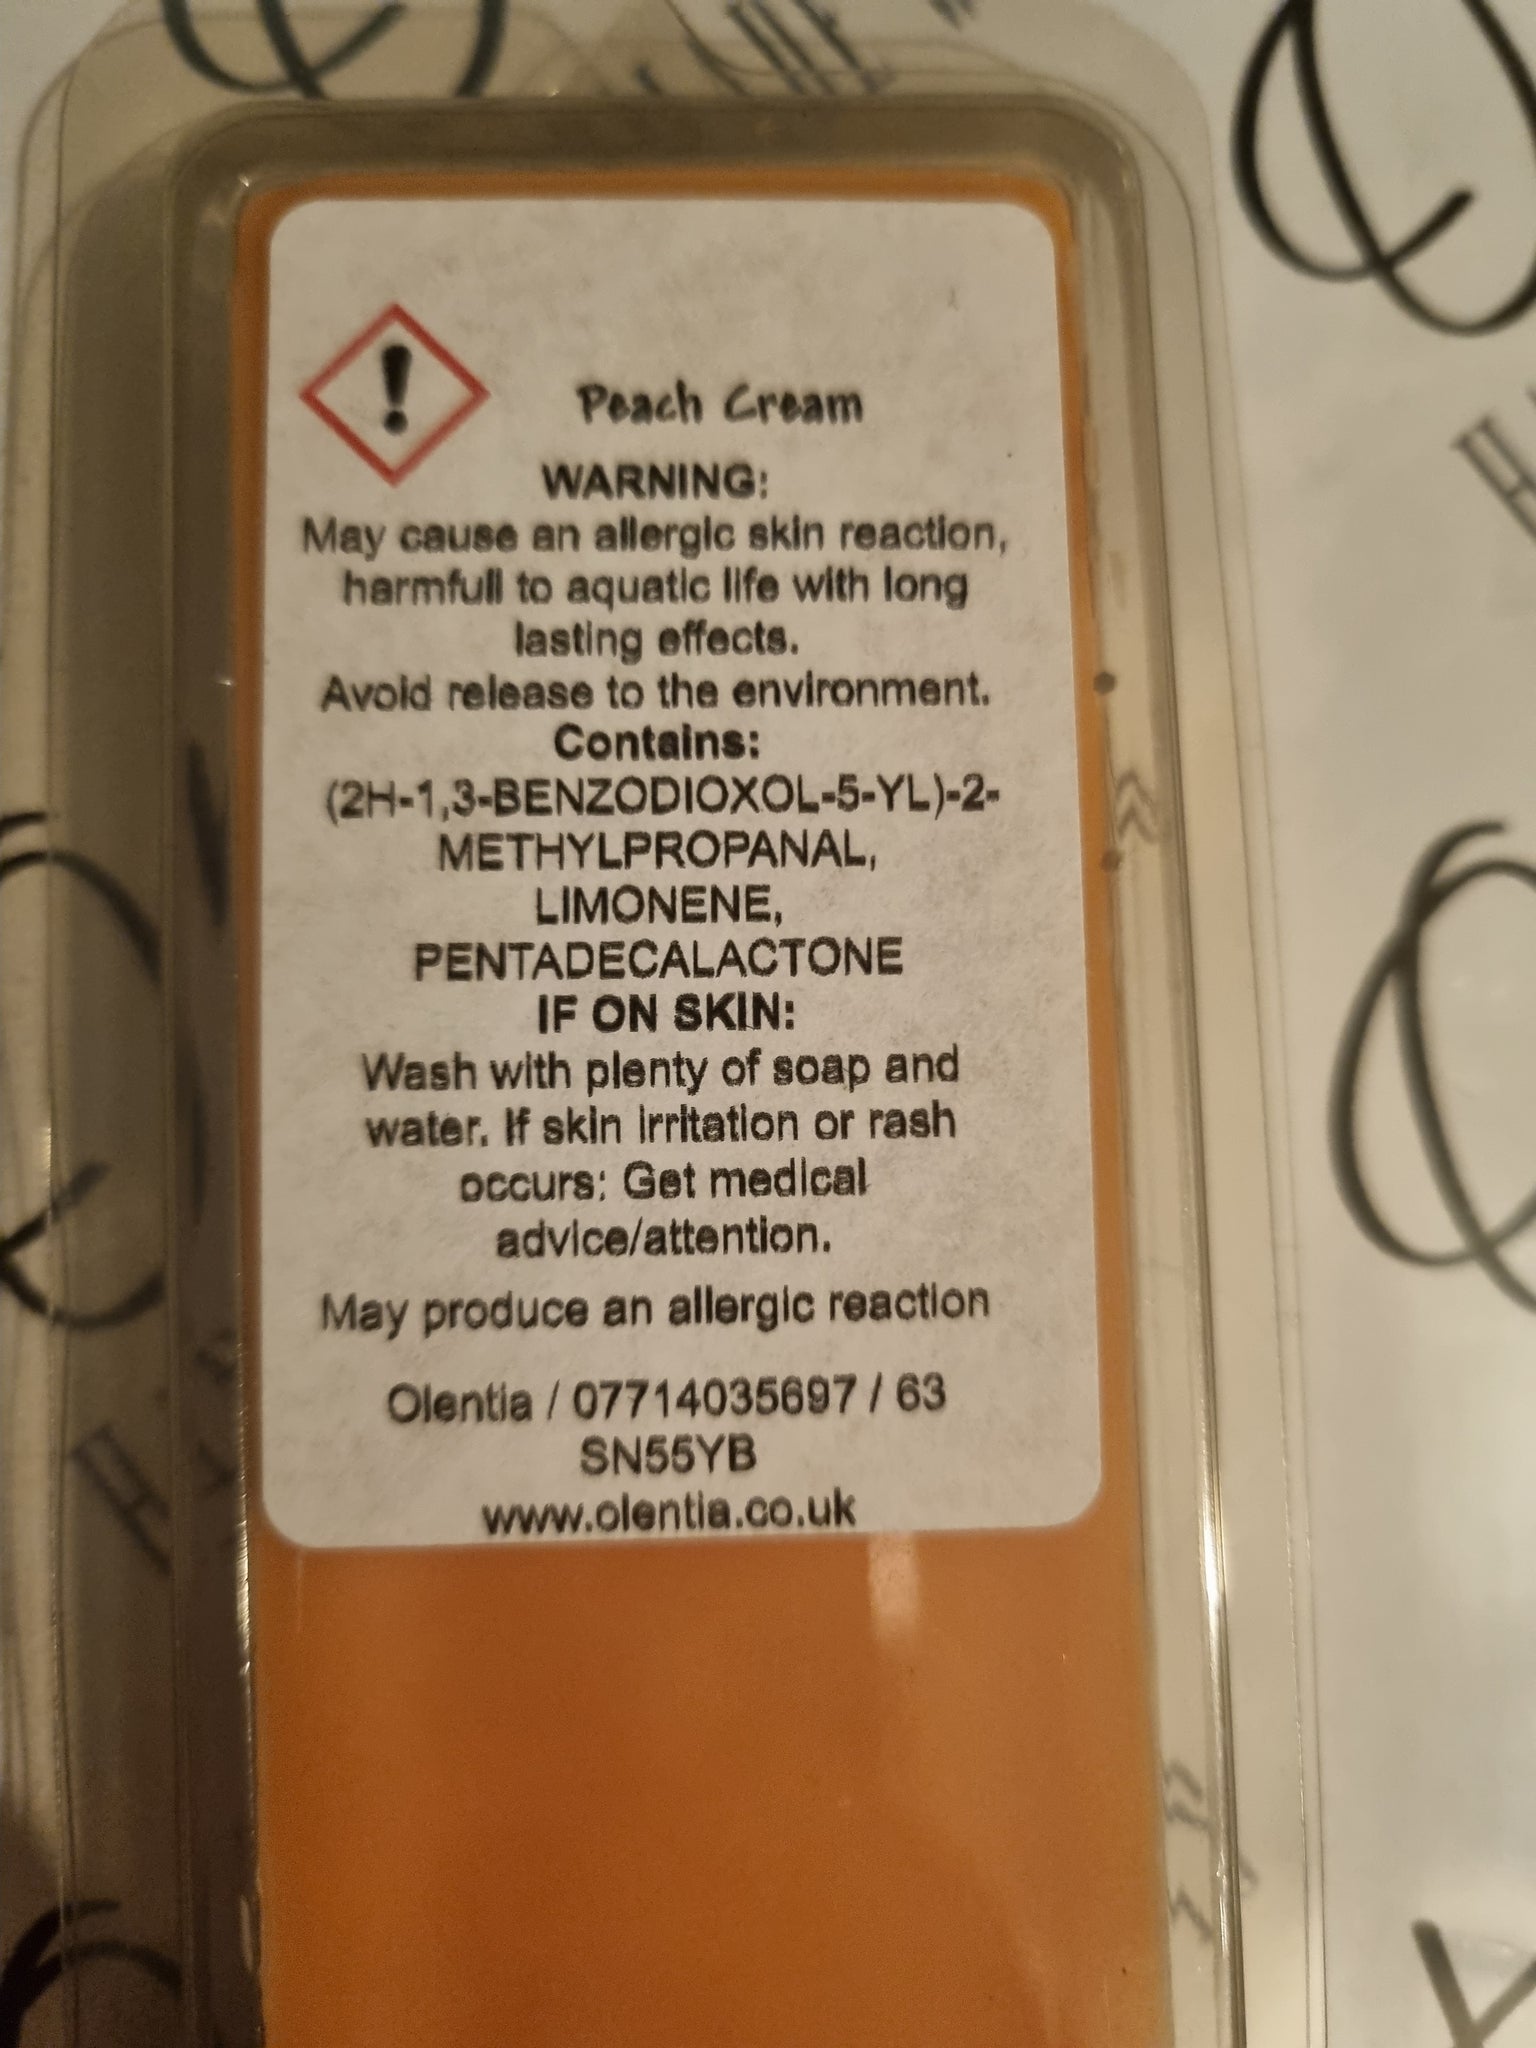 Peach Cream
WARNING:
May cause an allergic skin reaction,
harmfull to aquatic life with long
lasting effects.
Avoid release to the environment.
Contains:
(2H-1,3-BENZODIOXOL-5-YL)-2-
METHYLPROPANAL,
LIMONENE,
PENTADECALACTONE
IF ON SKIN:
Wash with plenty of soap and
water. If skin irritation or rash
occurs: Get medical
advice/attention.
May produce an allergic reaction
Olentia / 07714035697 / 63
SN55YB
www.olentia.co.uk